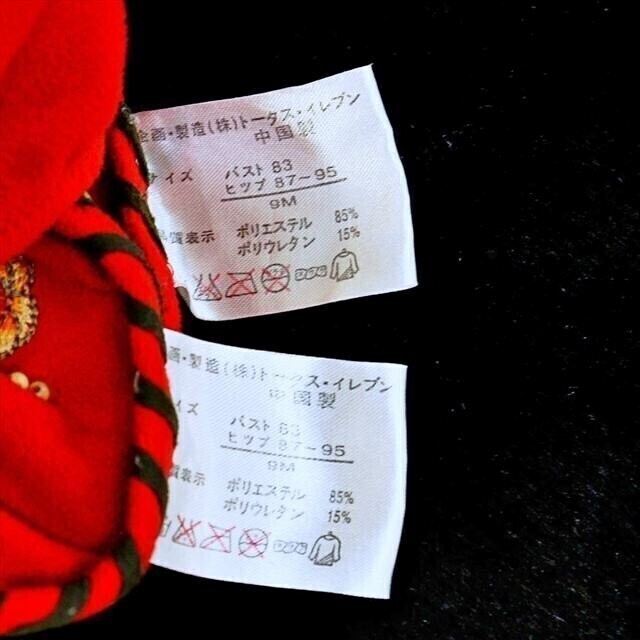 企画・製造(株)トータス・イレブン
中国製
サイズ
バスト 83
ヒップ 87-95
9M
品質表示
ポリエステル 85%
ポリウレタン 15%
画・製造(株)トータス・イレブン
中国製
イズ
バスト 83
ヒップ 87-95
9M
質表示
ポリエステル 85%
ポリウレタン 15%